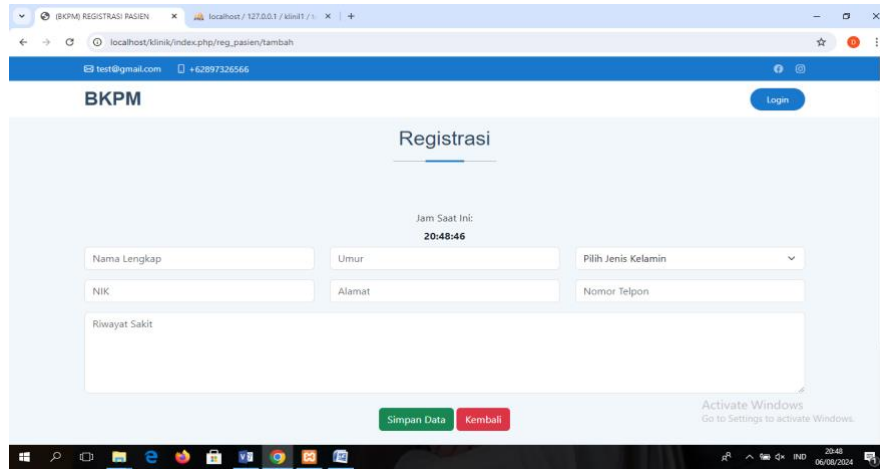 (BKPM) REGISTRASI PASIEN
localhost / 127.0.0.1 / klinil1 /
localhost/klinik/index.php/reg_pasien/tambah
test@gmail.com +62897326566
BKPM
Login
Registrasi
Jam Saat Ini:
20:48:46
Nama Lengkap Umur Pilih Jenis Kelamin
NIK Alamat Nomor Telpon
Riwayat Sakit
Simpan Data Kembali
Activate Windows
Go to Settings to activate Windows.
IND
20:48
06/08/2024